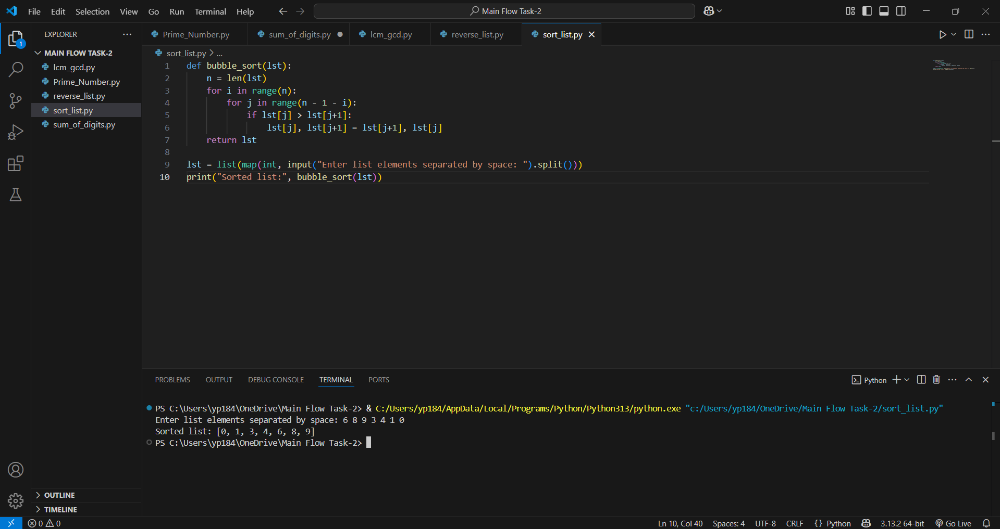 File Edit Selection View Go Run Terminal Help
Main Flow Task-2
1
EXPLORER
MAIN FLOW TASK-2
lcm_gcd.py
Prime_Number.py
reverse_list.py
sort_list.py
sum_of_digits.py
OUTLINE
TIMELINE
Prime_Number.py sum_of_digits.py lcm_gcd.py reverse_list.py sort_list.py
sort_list.py > ...
1 def bubble_sort(lst):
2     n = len(lst)
3     for i in range(n):
4         for j in range(n - 1 - i):
5             if lst[j] > lst[j+1]:
6                 lst[j], lst[j+1] = lst[j+1], lst[j]
7     return lst
8
9 lst = list(map(int, input("Enter list elements separated by space: ").split()))
10 print("Sorted list:", bubble_sort(lst))
PROBLEMS OUTPUT DEBUG CONSOLE TERMINAL PORTS
Python
PS C:\Users\yp184\OneDrive\Main Flow Task-2> & C:/Users/yp184/AppData/Local/Programs/Python/Python313/python.exe "c:/Users/yp184/OneDrive/Main Flow Task-2/sort_list.py"
Enter list elements separated by space: 6 8 9 3 4 1 0
Sorted list: [0, 1, 3, 4, 6, 8, 9]
PS C:\Users\yp184\OneDrive\Main Flow Task-2>
0 0
Ln 10, Col 40 Spaces: 4 UTF-8 CRLF {} Python 3.13.2 64-bit Go Live